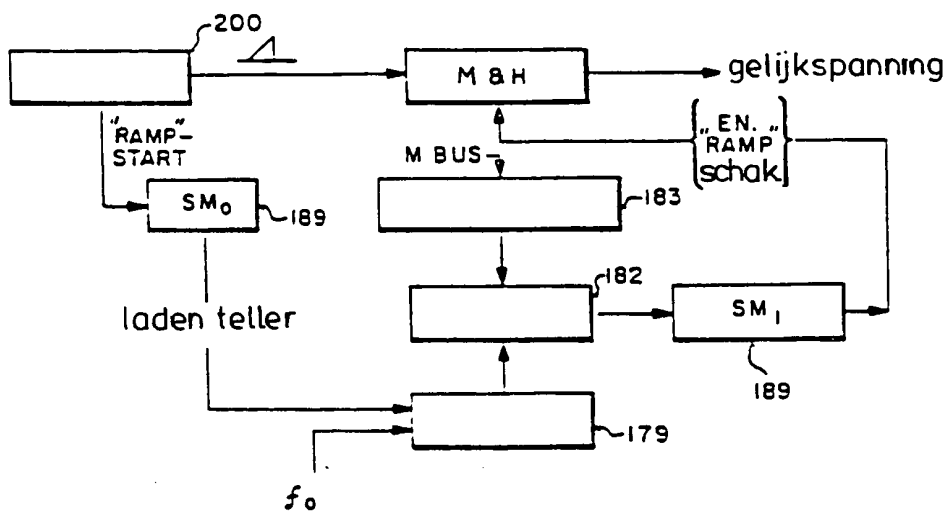 200
M & H
gelijkspanning
"RAMP"-
START
„EN.
RAMP"
schak.
M BUS
SM₀
189
183
182
laden teller
SM₁
189
179
f₀